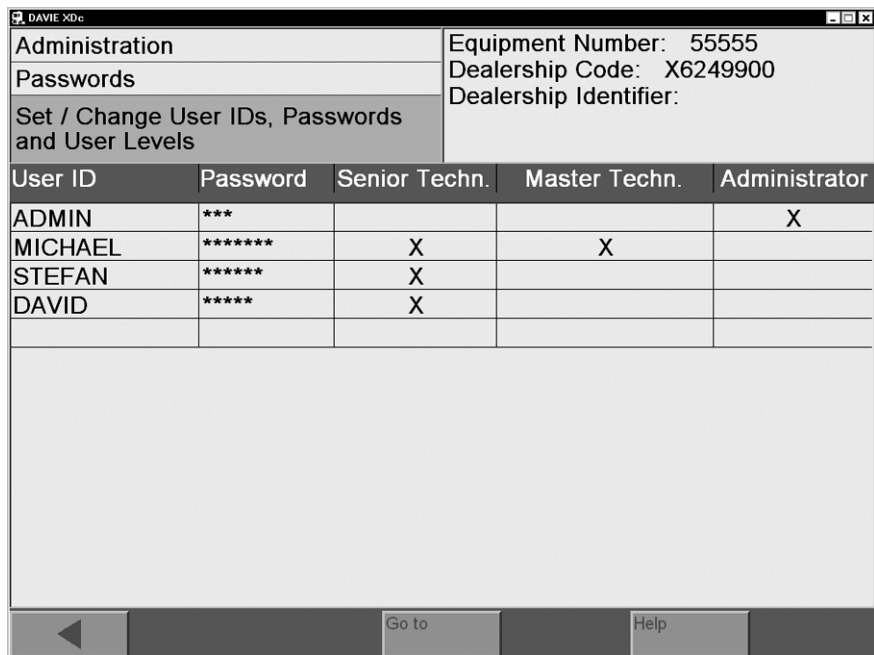 DAVIE XDc
Administration
Passwords
Set / Change User IDs, Passwords
and User Levels
Equipment Number: 55555
Dealership Code: X6249900
Dealership Identifier:
User ID Password Senior Techn. Master Techn. Administrator
ADMIN *** X
MICHAEL ******* X X
STEFAN ****** X
DAVID ***** X
Go to Help